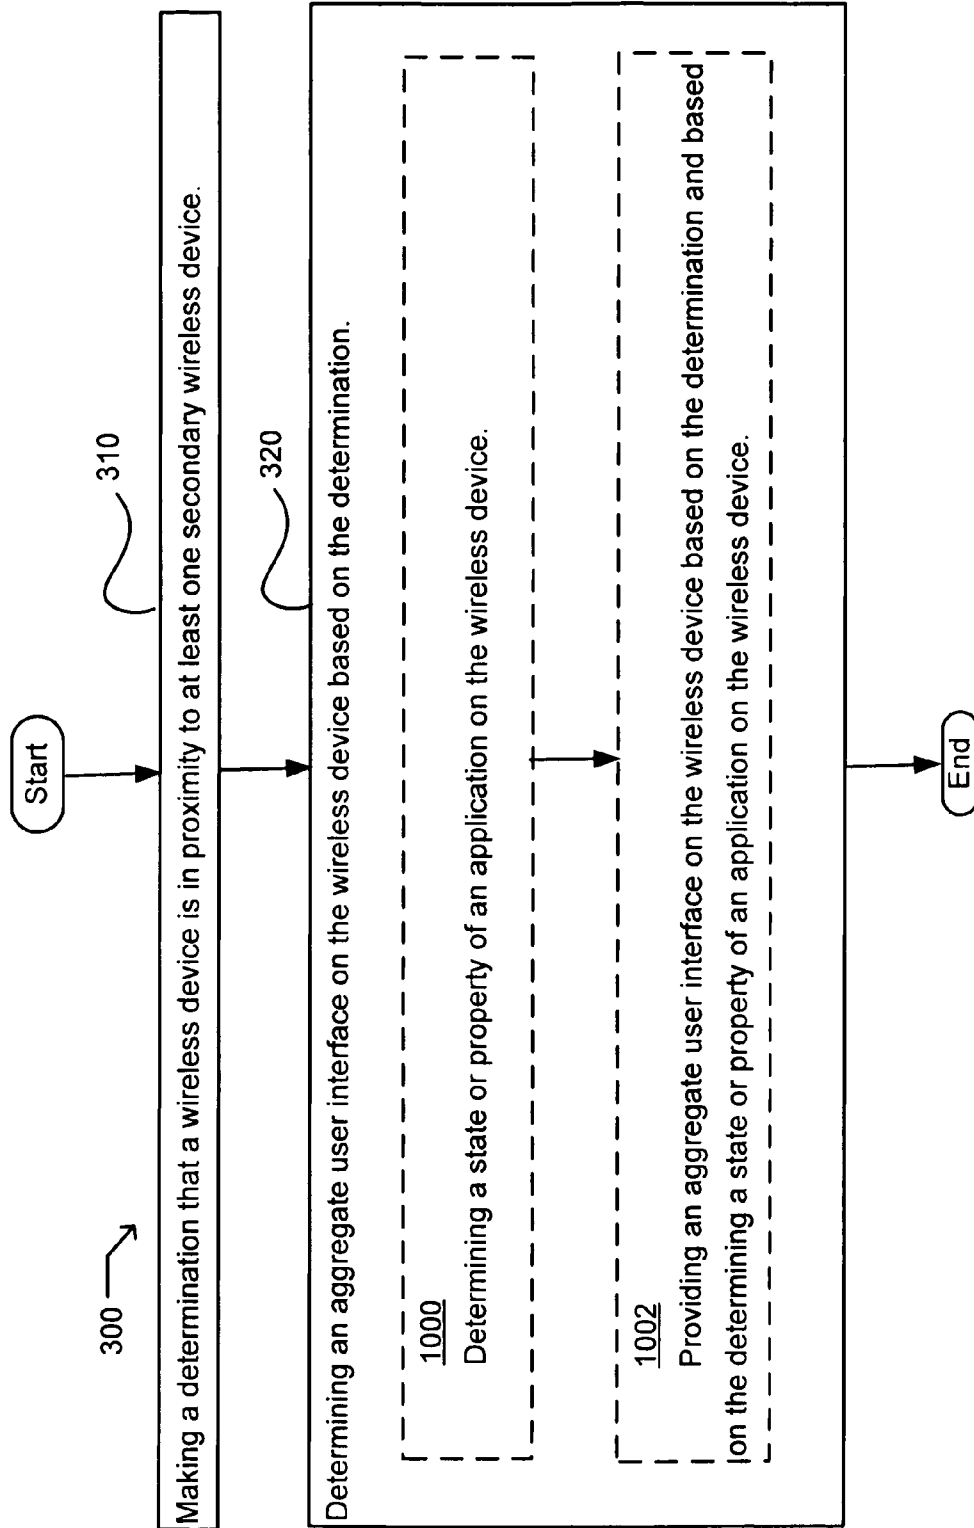 300
Start
310
Making a determination that a wireless device is in proximity to at least one secondary wireless device.
320
Determining an aggregate user interface on the wireless device based on the determination.
1000
Determining a state or property of an application on the wireless device.
1002
Providing an aggregate user interface on the wireless device based on the determination and based
on the determining a state or property of an application on the wireless device.
End